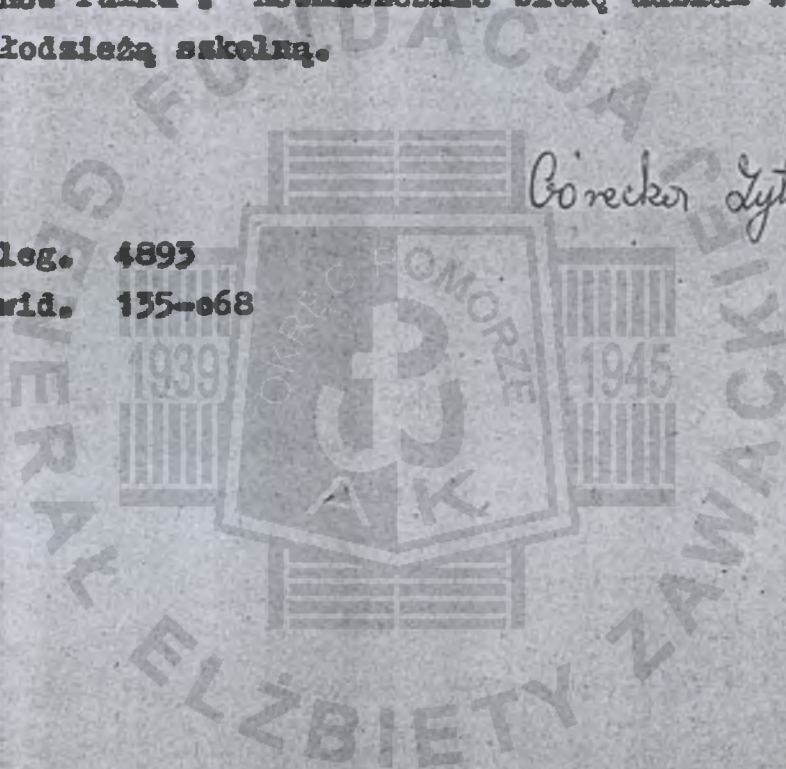 łodzieżą szkolną.
Górecka Zyt
leg. 4893
wid. 135-068
FUNDACJA GENERAŁ ELŻBIETY ZAWACKIEJ
OKRĘG POMORZE
1939
1945
AK